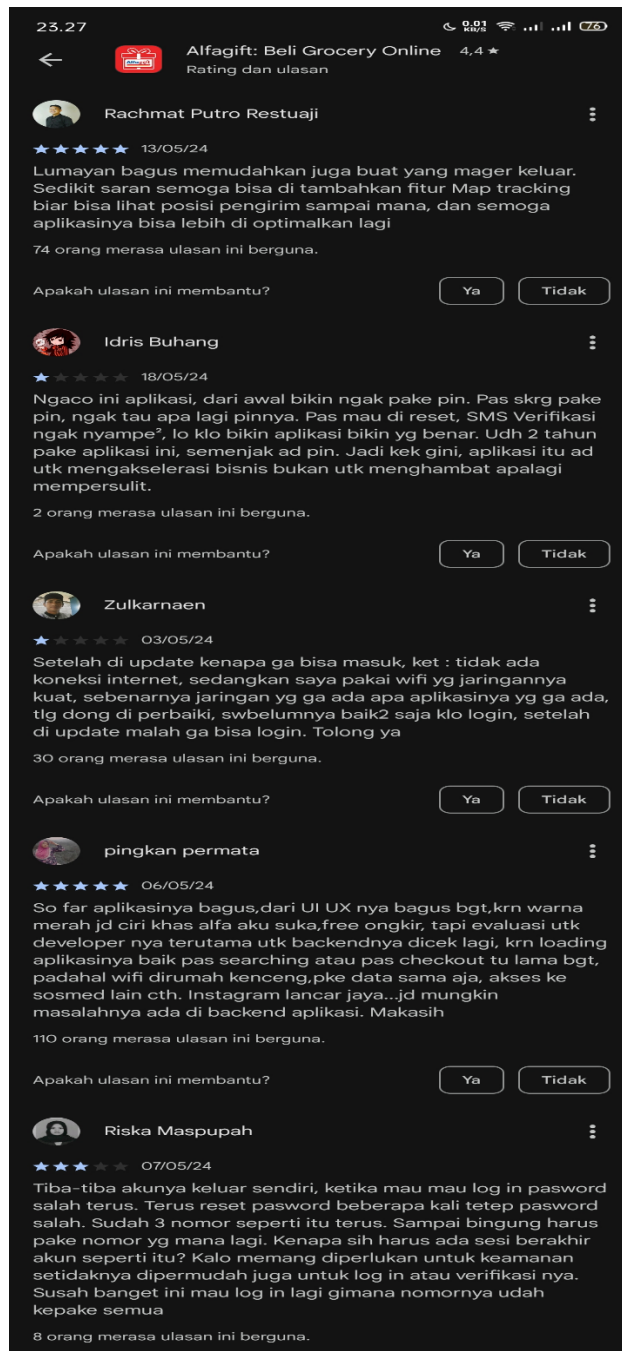 23.27
0.01
KB/S
76
Alfagift: Beli Grocery Online 4,4 ★
Rating dan ulasan
Alfagift
Rachmat Putro Restuaji
13/05/24
Lumayan bagus memudahkan juga buat yang mager keluar.
Sedikit saran semoga bisa di tambahkan fitur Map tracking
biar bisa lihat posisi pengirim sampai mana, dan semoga
aplikasinya bisa lebih di optimalkan lagi
74 orang merasa ulasan ini berguna.
Apakah ulasan ini membantu? Ya Tidak
Idris Buhang
18/05/24
Ngaco ini aplikasi, dari awal bikin ngak pake pin. Pas skrg pake
pin, ngak tau apa lagi pinnya. Pas mau di reset, SMS Verifikasi
ngak nyampe², lo klo bikin aplikasi bikin yg benar. Udh 2 tahun
pake aplikasi ini, semenjak ad pin. Jadi kek gini, aplikasi itu ad
utk mengakselerasi bisnis bukan utk menghambat apalagi
mempersulit.
2 orang merasa ulasan ini berguna.
Apakah ulasan ini membantu? Ya Tidak
Zulkarnaen
03/05/24
Setelah di update kenapa ga bisa masuk, ket : tidak ada
koneksi internet, sedangkan saya pakai wifi yg jaringannya
kuat, sebenarnya jaringan yg ga ada apa aplikasinya yg ga ada,
tlg dong di perbaiki, swbelumnya baik2 saja klo login, setelah
di update malah ga bisa login. Tolong ya
30 orang merasa ulasan ini berguna.
Apakah ulasan ini membantu? Ya Tidak
pingkan permata
06/05/24
So far aplikasinya bagus,dari UI UX nya bagus bgt,krn warna
merah jd ciri khas alfa aku suka,free ongkir, tapi evaluasi utk
developer nya terutama utk backendnya dicek lagi, krn loading
aplikasinya baik pas searching atau pas checkout tu lama bgt,
padahal wifi dirumah kenceng,pke data sama aja, akses ke
sosmed lain cth. Instagram lancar jaya...jd mungkin
masalahnya ada di backend aplikasi. Makasih
110 orang merasa ulasan ini berguna.
Apakah ulasan ini membantu? Ya Tidak
Riska Maspupah
07/05/24
Tiba-tiba akunya keluar sendiri, ketika mau mau log in pasword
salah terus. Terus reset pasword beberapa kali tetep pasword
salah. Sudah 3 nomor seperti itu terus. Sampai bingung harus
pake nomor yg mana lagi. Kenapa sih harus ada sesi berakhir
akun seperti itu? Kalo memang diperlukan untuk keamanan
setidaknya dipermudah juga untuk log in atau verifikasi nya.
Susah banget ini mau log in lagi gimana nomornya udah
kepake semua
8 orang merasa ulasan ini berguna.